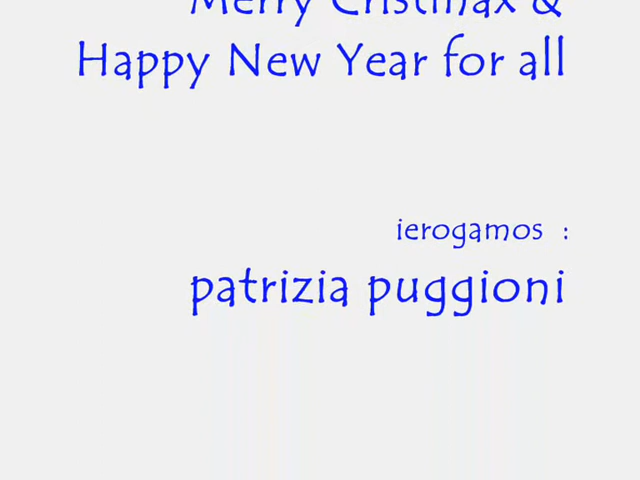 Merry Cristmax &
Happy New Year for all
ierogamos :
patrizia puggioni